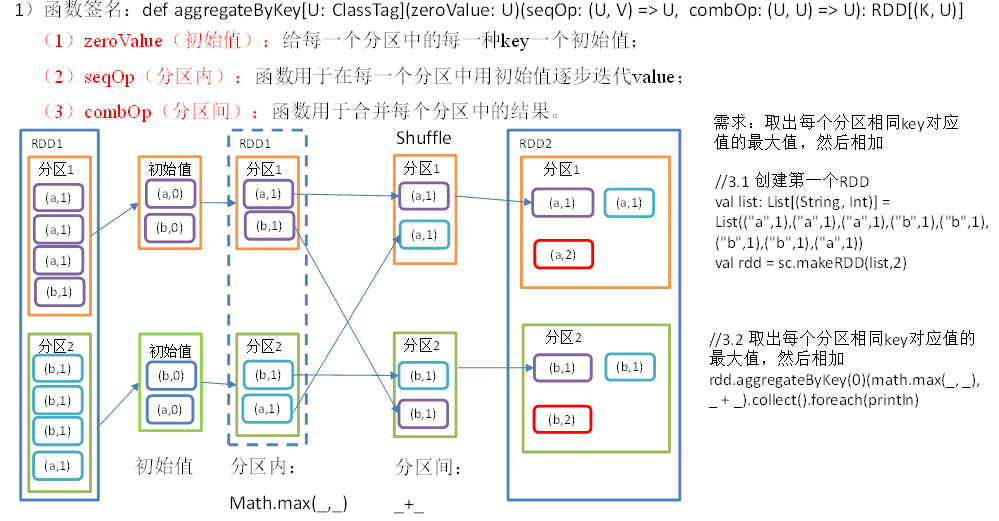 1）函数签名：def aggregateByKey[U: ClassTag](zeroValue: U)(seqOp: (U, V) => U, combOp: (U, U) => U): RDD[(K, U)]
（1）zeroValue（初始值）：给每一个分区中的每一种key一个初始值；
（2）seqOp（分区内）：函数用于在每一个分区中用初始值逐步迭代value；
（3）combOp（分区间）：函数用于合并每个分区中的结果。
RDD1
分区1
(a,1)
(a,1)
(a,1)
(b,1)
分区2
(b,1)
(b,1)
(b,1)
(a,1)
初始值
(a,0)
(b,0)
初始值
(b,0)
(a,0)
初始值
RDD1
分区1
(a,1)
(b,1)
分区2
(b,1)
(a,1)
分区内：
Math.max(_,_)
Shuffle
分区1
(a,1)
(a,1)
分区2
(b,1)
(b,1)
分区间：
_+_
RDD2
分区1
(a,1) (a,1)
(a,2)
分区2
(b,1) (b,1)
(b,2)
需求：取出每个分区相同key对应
值的最大值，然后相加
//3.1 创建第一个RDD
val list: List[(String, Int)] =
List(("a",1),("a",1),("a",1),("b",1),("b",1),
("b",1),("b",1),("a",1))
val rdd = sc.makeRDD(list,2)
//3.2 取出每个分区相同key对应值的
最大值，然后相加
rdd.aggregateByKey(0)(math.max(_, _),
_ + _).collect().foreach(println)